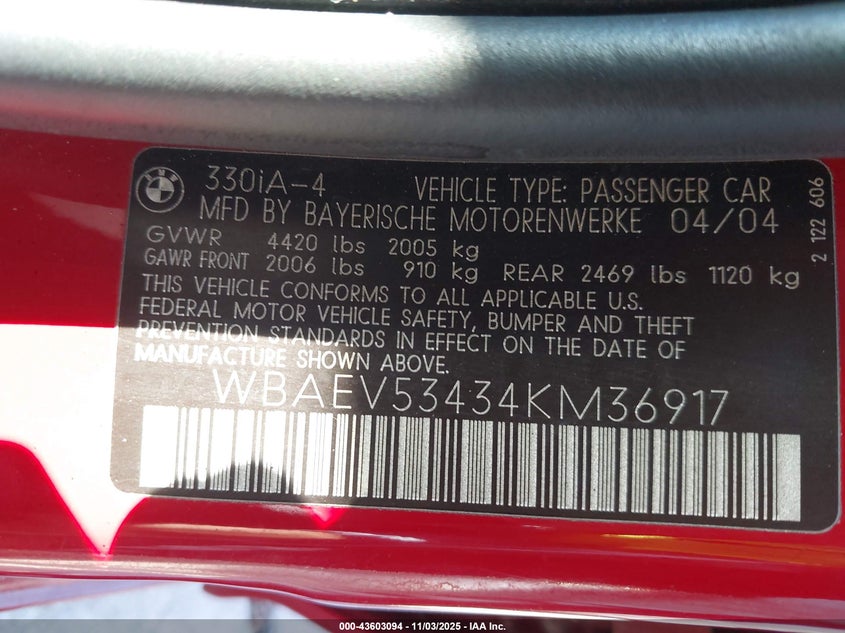 330iA-4 VEHICLE TYPE: PASSENGER CAR
MFD BY BAYERISCHE MOTORENWERKE 04/04
GVWR 4420 lbs 2005 kg
GAWR FRONT 2006 lbs 910 kg REAR 2469 lbs 1120 kg
THIS VEHICLE CONFORMS TO ALL APPLICABLE U.S.
FEDERAL MOTOR VEHICLE SAFETY, BUMPER AND THEFT
PREVENTION STANDARDS IN EFFECT ON THE DATE OF
MANUFACTURE SHOWN ABOVE.
WBAEV53434KM36917
2 122 606
000-43603094 - 11/03/2025 - IAA Inc.